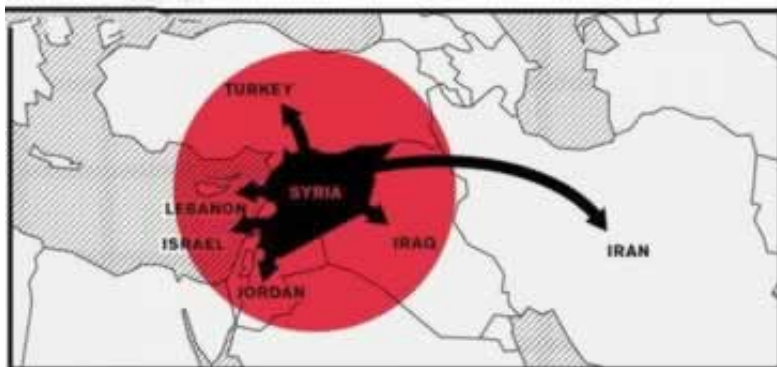 TURKEY
SYRIA
LEBANON
ISRAEL
IRAQ
IRAN
JORDAN